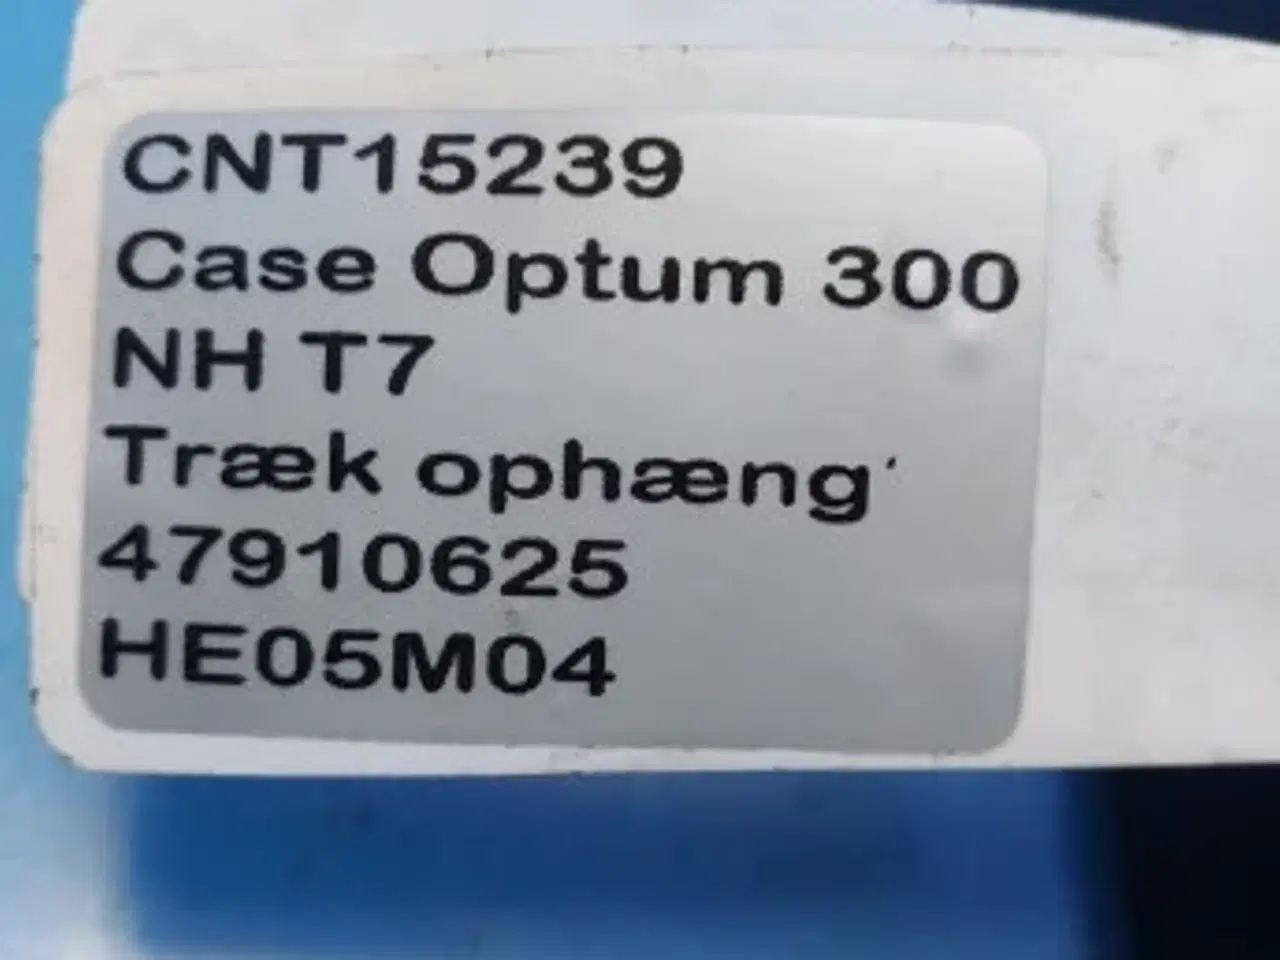 CNT15239
Case Optum 300
NH T7
Træk ophæng
47910625
HE05M04